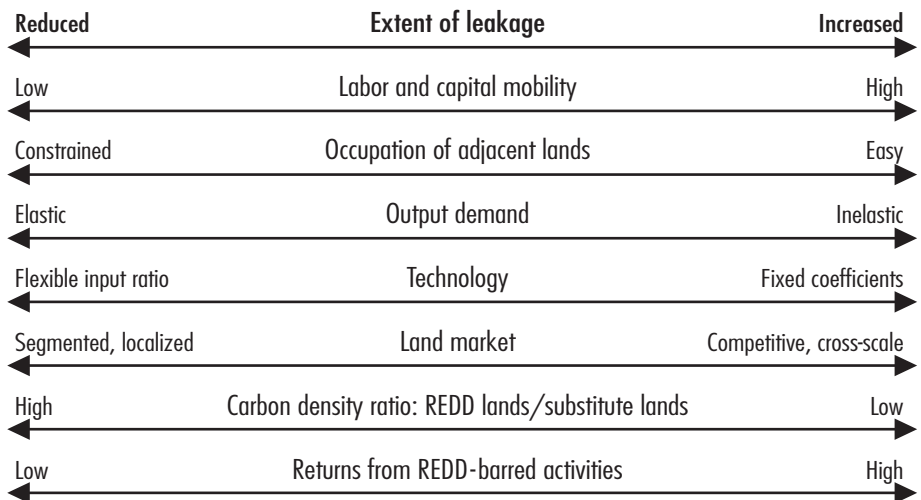 Reduced Extent of leakage Increased
Low Labor and capital mobility High
Constrained Occupation of adjacent lands Easy
Elastic Output demand Inelastic
Flexible input ratio Technology Fixed coefficients
Segmented, localized Land market Competitive, cross-scale
High Carbon density ratio: REDD lands/substitute lands Low
Low Returns from REDD-barred activities High